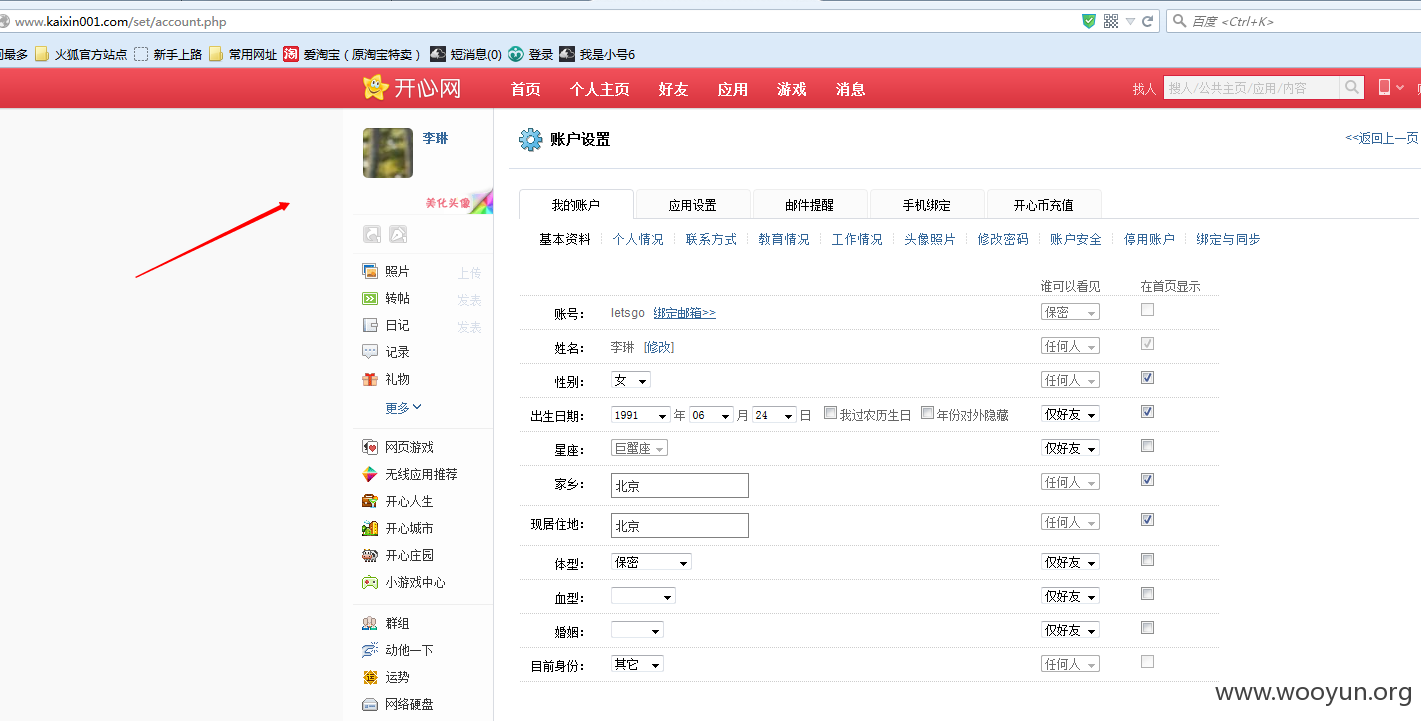 www.kaixin001.com/set/account.php
百度 <Ctrl+K>
问最多 火狐官方站点 新手上路 常用网址 淘 爱淘宝（原淘宝特卖） 短消息(0) 登录 我是小号6
开心网 首页 个人主页 好友 应用 游戏 消息 找人 搜人/公共主页/应用/内容
李琳
美化头像
账户设置 <<返回上一页
我的账户 应用设置 邮件提醒 手机绑定 开心币充值
基本资料 个人情况 联系方式 教育情况 工作情况 头像照片 修改密码 账户安全 停用账户 绑定与同步
照片 上传
转帖 发表
日记 发表
记录
礼物
更多
网页游戏
无线应用推荐
开心人生
开心城市
开心庄园
小游戏中心
群组
动他一下
运势
网络硬盘
谁可以看见 在首页显示
账号： letsgo 绑定邮箱>> 保密
姓名： 李琳 [修改] 任何人
性别： 女 任何人
出生日期： 1991 年 06 月 24 日 我过农历生日 年份对外隐藏 仅好友
星座： 巨蟹座 仅好友
家乡： 北京 任何人
现居住地： 北京 任何人
体型： 保密 仅好友
血型： 仅好友
婚姻： 仅好友
目前身份： 其它 任何人
www.wooyun.org